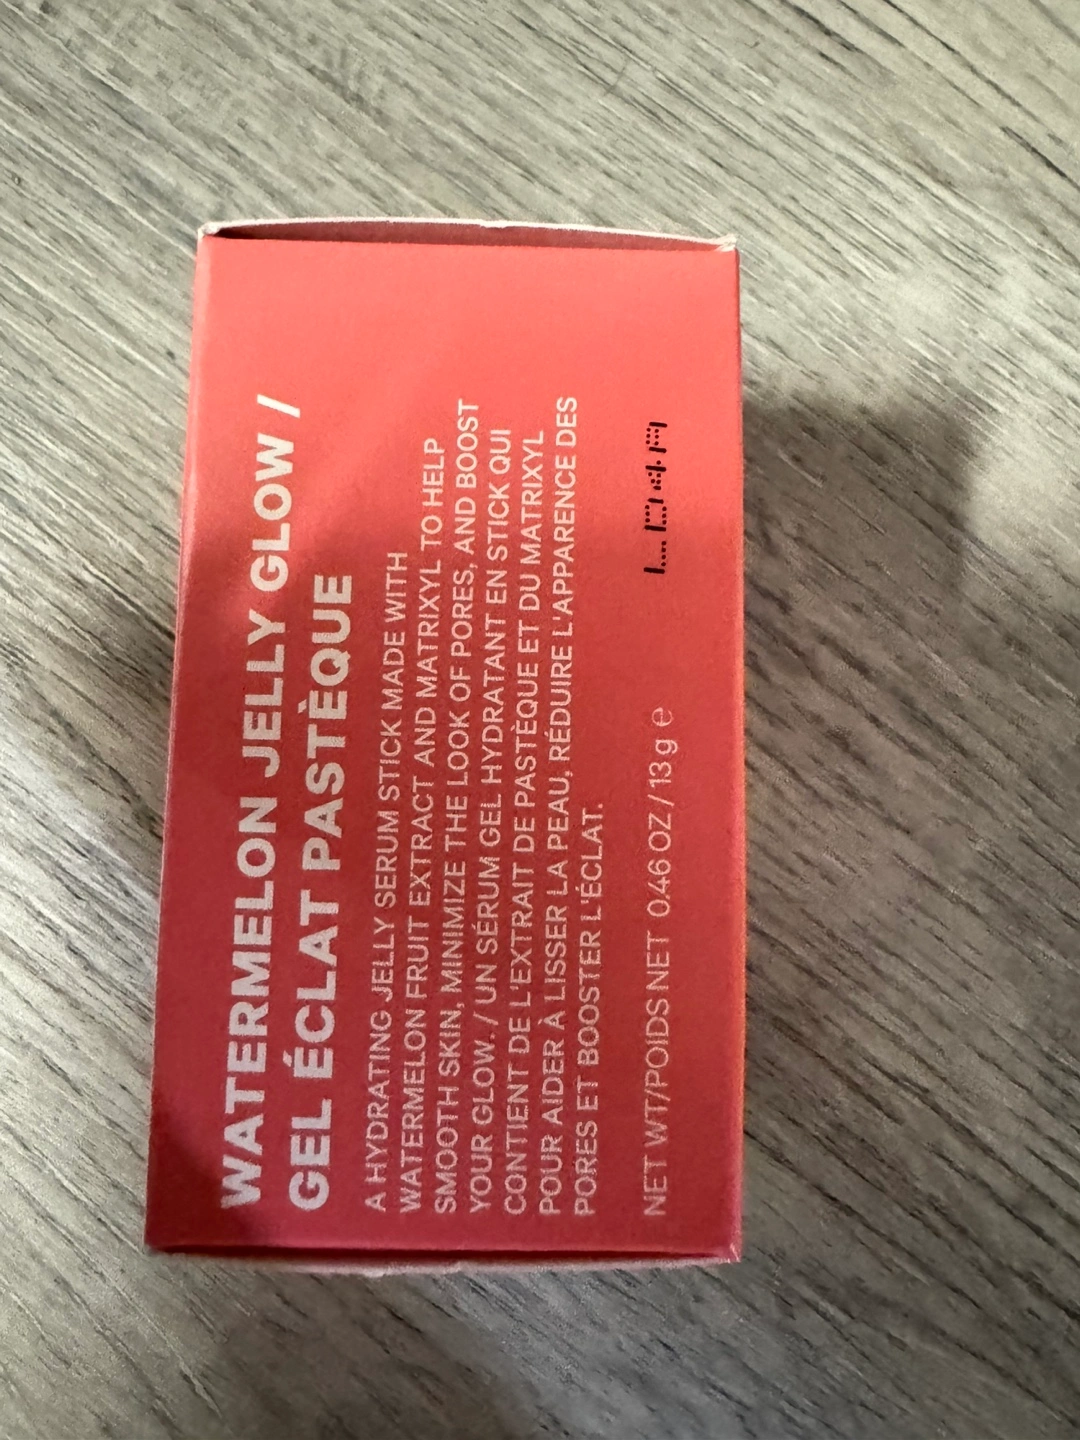 WATERMELON JELLY GLOW /
GEL ÉCLAT PASTÈQUE
A HYDRATING JELLY SERUM STICK MADE WITH
WATERMELON FRUIT EXTRACT AND MATRIXYL TO HELP
SMOOTH SKIN, MINIMIZE THE LOOK OF PORES, AND BOOST
YOUR GLOW. / UN SÉRUM GEL HYDRATANT EN STICK QUI
CONTIENT DE L'EXTRAIT DE PASTÈQUE ET DU MATRIXYL
POUR AIDER À LISSER LA PEAU, RÉDUIRE L'APPARENCE DES
PORES ET BOOSTER L'ÉCLAT.
NET WT/POIDS NET 0.46 OZ / 13 g e